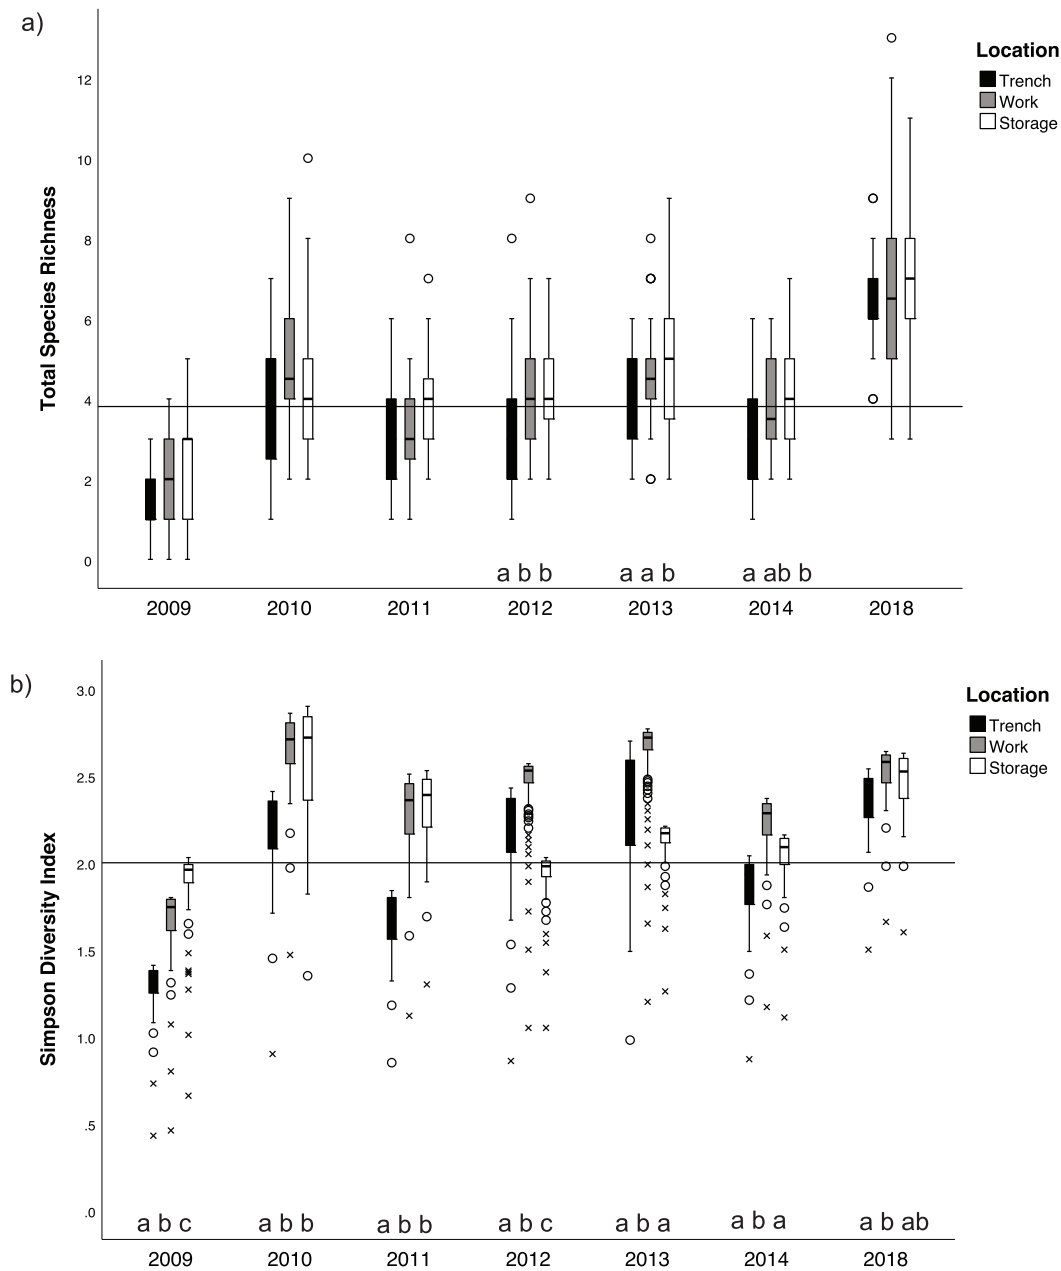 a)
Total Species Richness
12
10
8
6
4
2
0
Location
Trench
Work
Storage
a b b a a b a ab b
2009 2010 2011 2012 2013 2014 2018
b)
Simpson Diversity Index
3.0
2.5
2.0
1.5
1.0
.5
.0
Location
Trench
Work
Storage
a b c a b b a b b a b c a b a a b a a b ab
2009 2010 2011 2012 2013 2014 2018